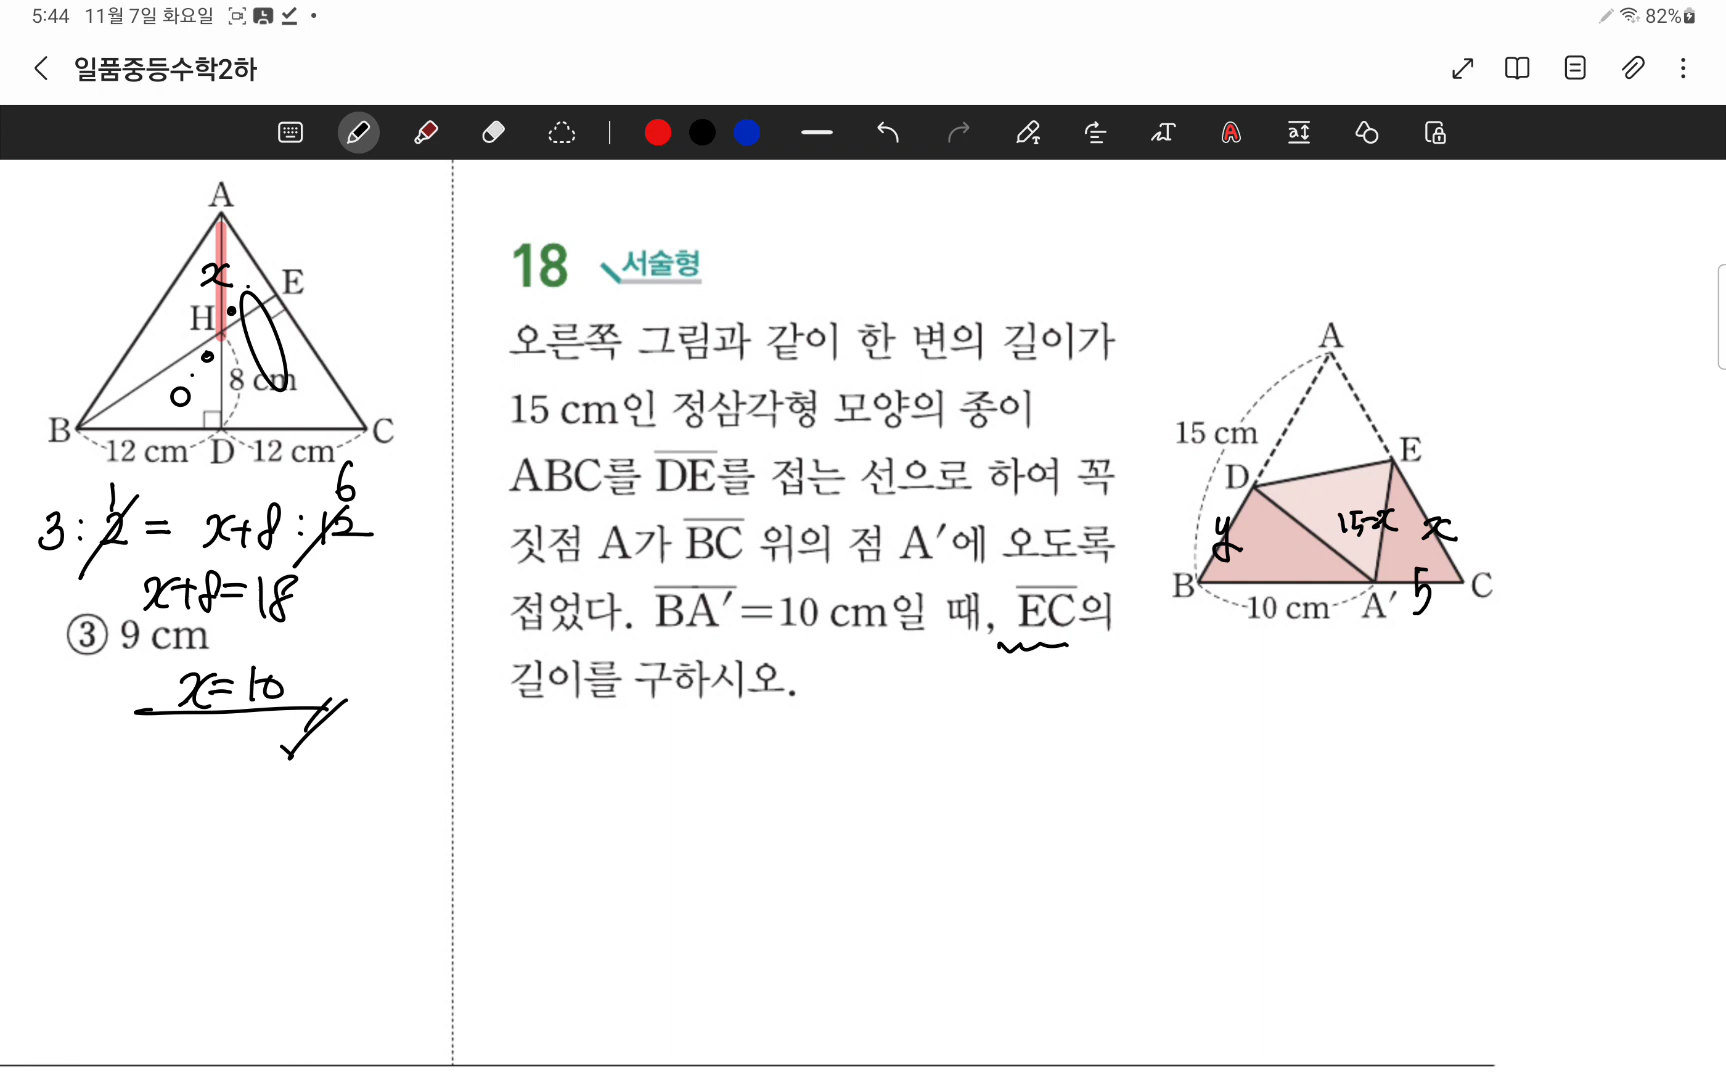 5:44 11월 7일 화요일
82%
일품중등수학2하
A
x
E
H
8 cm
B
12 cm D 12 cm
C
6
1
3 : 2 = x+8 : 12
x+8=18
③ 9 cm
x=10
18 서술형
오른쪽 그림과 같이 한 변의 길이가
15 cm인 정삼각형 모양의 종이
ABC를 DE를 접는 선으로 하여 꼭
짓점 A가 BC 위의 점 A′에 오도록
접었다. BA′=10 cm일 때, EC의
길이를 구하시오.
A
15 cm
E
D
y
15-x
x
B
10 cm
A′
5
C